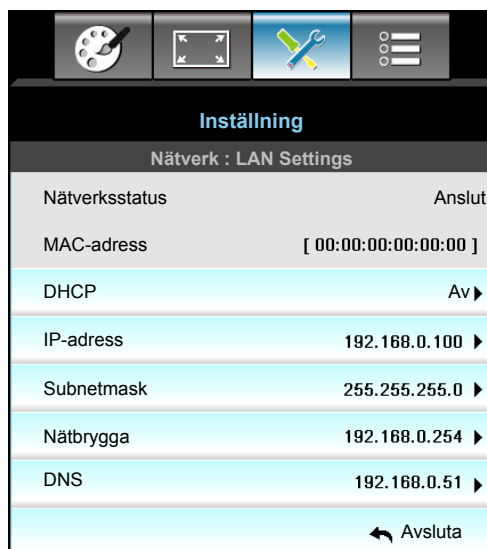 Inställning
Nätverk : LAN Settings
Nätverksstatus Anslut
MAC-adress [ 00:00:00:00:00:00 ]
DHCP Av
IP-adress 192.168.0.100
Subnetmask 255.255.255.0
Nätbrygga 192.168.0.254
DNS 192.168.0.51
Avsluta